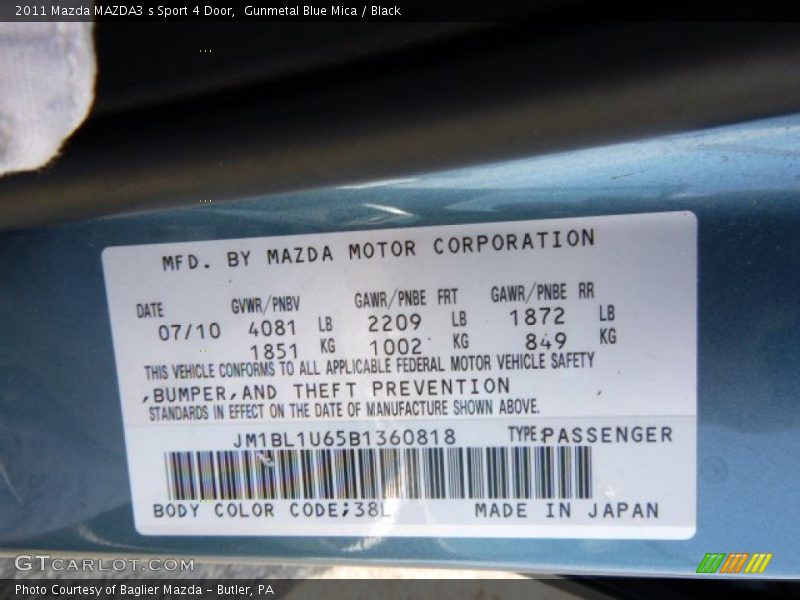 2011 Mazda MAZDA3 s Sport 4 Door,  Gunmetal Blue Mica / Black
MFD. BY MAZDA MOTOR CORPORATION
DATE GVWR/PNBV GAWR/PNBE FRT GAWR/PNBE RR
07/10 4081 LB 2209 LB 1872 LB
1851 KG 1002 KG 849 KG
THIS VEHICLE CONFORMS TO ALL APPLICABLE FEDERAL MOTOR VEHICLE SAFETY
,BUMPER,AND THEFT PREVENTION
STANDARDS IN EFFECT ON THE DATE OF MANUFACTURE SHOWN ABOVE.
JM1BL1U65B1360818 TYPE:PASSENGER
BODY COLOR CODE;38L MADE IN JAPAN
GTCARLOT.COM
Photo Courtesy of Baglier Mazda – Butler, PA